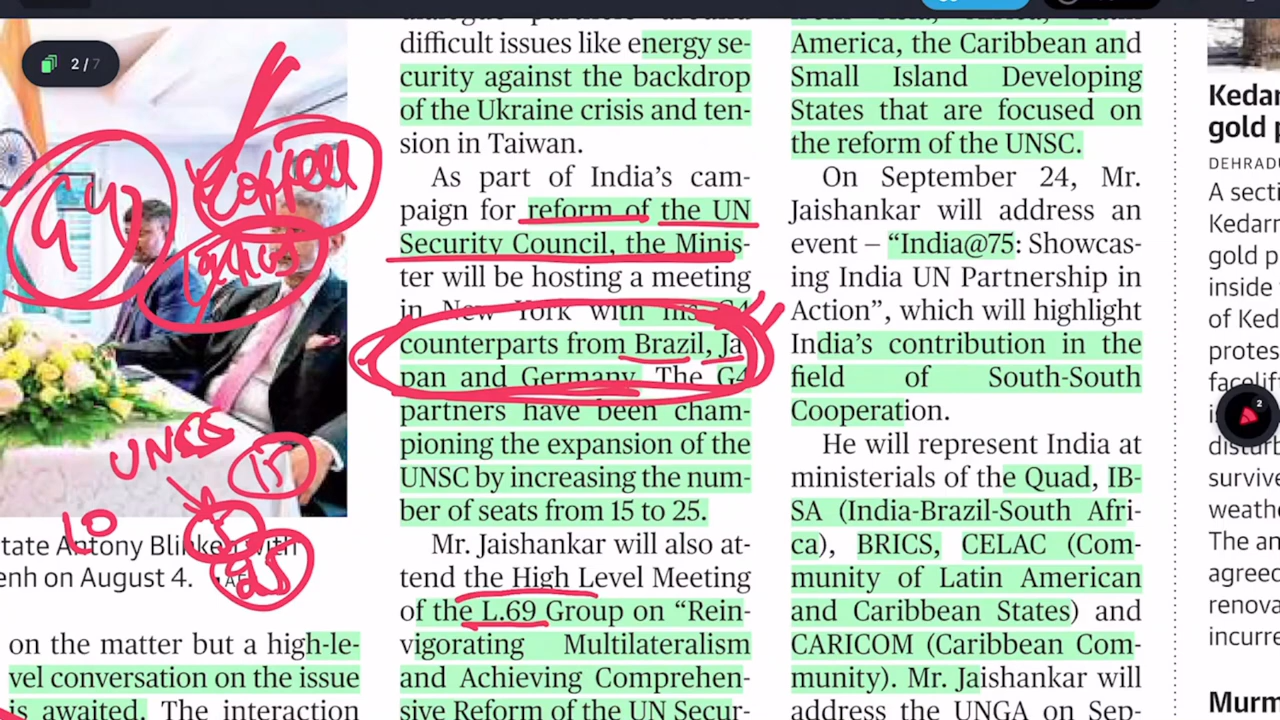 2 / 7
G4
UNSC
15
10
tate Antony Blinken with
enh on August 4.
on the matter but a high-le-
vel conversation on the issue
is awaited. The interaction
dialogue partners around
difficult issues like energy se-
curity against the backdrop
of the Ukraine crisis and ten-
sion in Taiwan.
As part of India's cam-
paign for reform of the UN
Security Council, the Minis-
ter will be hosting a meeting
in New York with his G4
counterparts from Brazil, Ja
pan and Germany. The G4
partners have been cham-
pioning the expansion of the
UNSC by increasing the num-
ber of seats from 15 to 25.
Mr. Jaishankar will also at-
tend the High Level Meeting
of the L.69 Group on “Rein-
vigorating Multilateralism
and Achieving Comprehen-
sive Reform of the UN Secur-
from Asia, Africa, Latin
America, the Caribbean and
Small Island Developing
States that are focused on
the reform of the UNSC.
On September 24, Mr.
Jaishankar will address an
event – “India@75: Showcas-
ing India UN Partnership in
Action”, which will highlight
India's contribution in the
field of South-South
Cooperation.
He will represent India at
ministerials of the Quad, IB-
SA (India-Brazil-South Afri-
ca), BRICS, CELAC (Com-
munity of Latin American
and Caribbean States) and
CARICOM (Caribbean Com-
munity). Mr. Jaishankar will
address the UNGA on Sep-
Kedar
gold p
DEHRAD
A secti
Kedarn
gold p
inside
of Ked
protes
facelif
disturb
survive
weathe
The an
agreed
renova
incurre
Murm
2